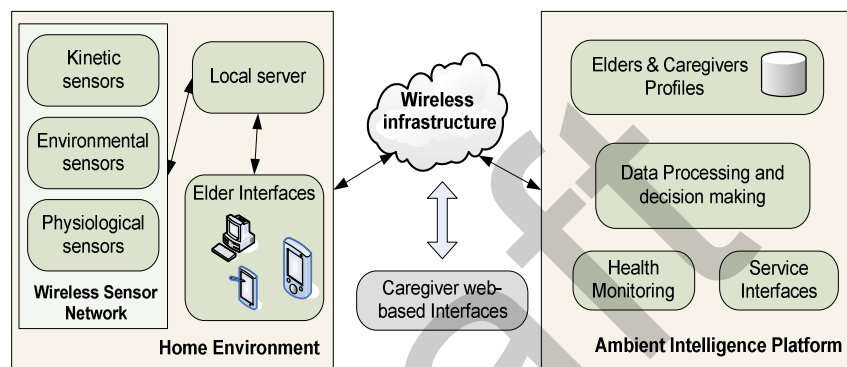 Kinetic
sensors
Environmental
sensors
Physiological
sensors
Wireless Sensor
Network
Local server
Elder Interfaces
Home Environment
Wireless
infrastructure
Caregiver web-
based Interfaces
Elders & Caregivers
Profiles
Data Processing and
decision making
Health
Monitoring
Service
Interfaces
Ambient Intelligence Platform